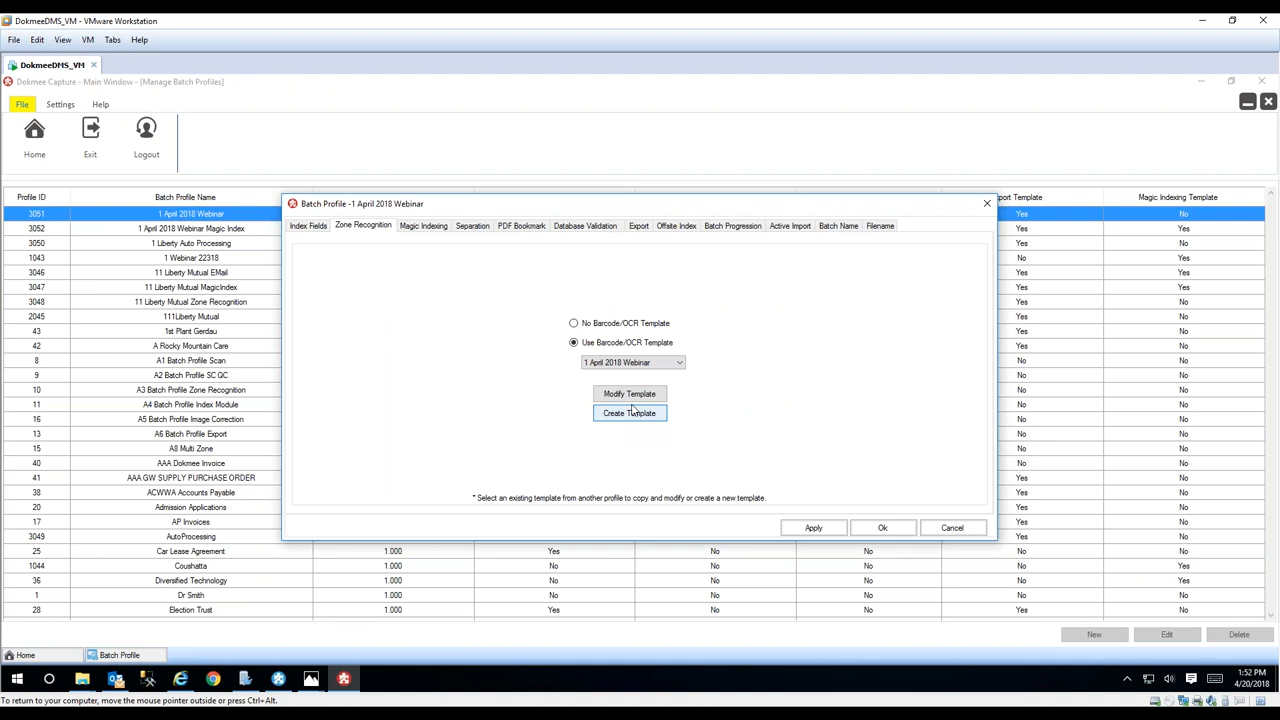 DokmeeDMS_VM - VMware Workstation
File Edit View VM Tabs Help
DokmeeDMS_VM
Dokmee Capture - Main Window - [Manage Batch Profiles]
File Settings Help
Home Exit Logout
Profile ID Batch Profile Name Magic Indexing Template
3051 1 April 2018 Webinar Yes No
3052 1 April 2018 Webinar Magic Index Yes Yes
3050 1 Liberty Auto Processing Yes No
1043 1 Webinar 22318 No Yes
3046 11 Liberty Mutual EMail Yes Yes
3047 11 Liberty Mutual MagicIndex Yes Yes
3048 11 Liberty Mutual Zone Recognition Yes No
2045 111Liberty Mutual Yes No
43 1st Plant Gerdau Yes No
42 A Rocky Mountain Care Yes No
8 A1 Batch Profile Scan No No
9 A2 Batch Profile SC QC No No
10 A3 Batch Profile Zone Recognition No No
11 A4 Batch Profile Index Module No No
16 A5 Batch Profile Image Correction No No
13 A6 Batch Profile Export No No
15 A8 Multi Zone No No
40 AAA Dokmee Invoice No No
41 AAA GW SUPPLY PURCHASE ORDER Yes No
38 ACWWA Accounts Payable Yes No
20 Admission Applications Yes No
17 AP Invoices Yes No
3049 AutoProcessing Yes No
25 Car Lease Agreement 1.000 Yes No No Yes No
1044 Coushatta 1.000 No No No No Yes
36 Diversified Technology 1.000 No No No No Yes
1 Dr Smith 1.000 No No No No No
28 Election Trust 1.000 Yes No No Yes No
Batch Profile -1 April 2018 Webinar
Index Fields Zone Recognition Magic Indexing Separation PDF Bookmark Database Validation Export Offsite Index Batch Progression Active Import Batch Name Filename
No Barcode/OCR Template
Use Barcode/OCR Template
1 April 2018 Webinar
Modify Template
Create Template
* Select an existing template from another profile to copy and modify or create a new template.
Apply Ok Cancel
New Edit Delete
Home Batch Profile
1:52 PM
4/20/2018
To return to your computer, move the mouse pointer outside or press Ctrl+Alt.